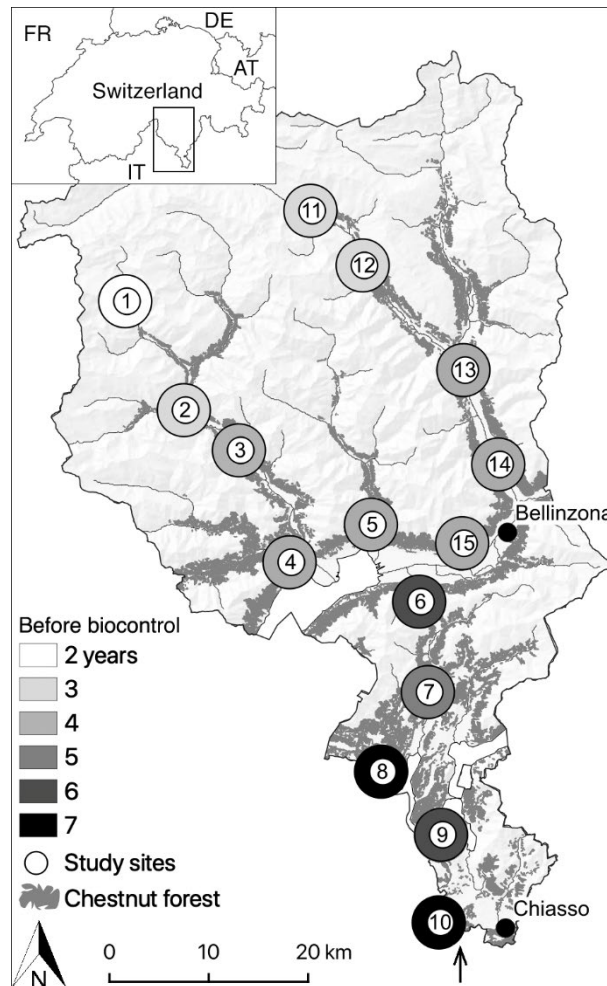 FR
DE
AT
Switzerland
IT
11
12
1
13
2
3
14
Bellinzona
5
15
4
6
Before biocontrol
2 years
3
4
5
6
7
Study sites
Chestnut forest
7
8
9
10
Chiasso
0 10 20 km
N